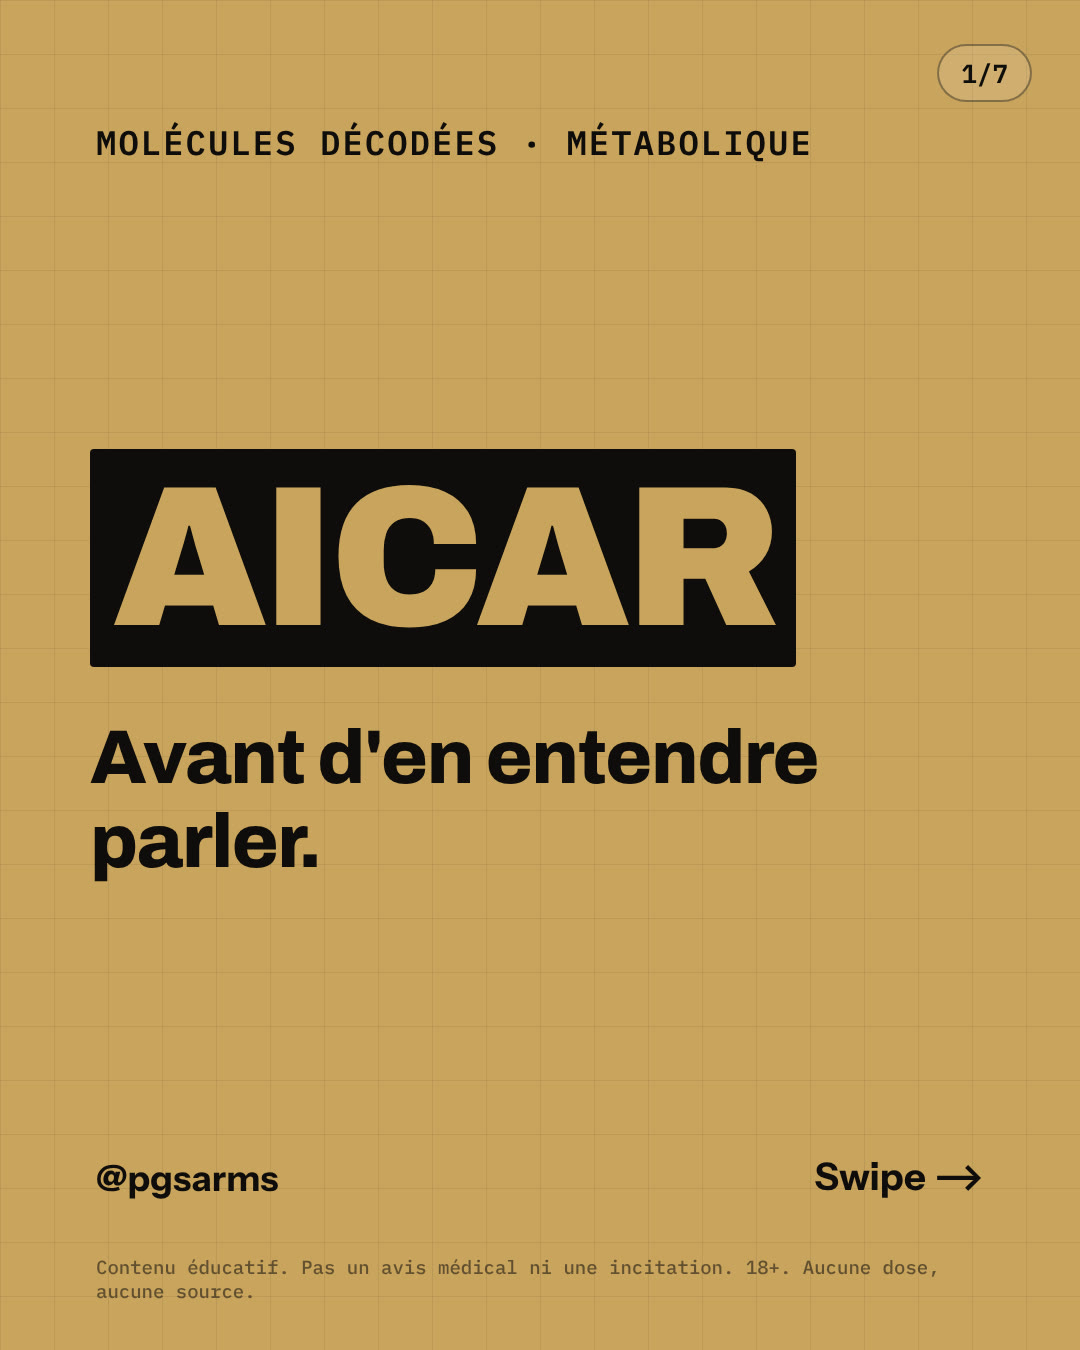 1/7
MOLÉCULES DÉCODÉES · MÉTABOLIQUE
AICAR
Avant d'en entendre
parler.
@pgsarms
Swipe →
Contenu éducatif. Pas un avis médical ni une incitation. 18+. Aucune dose,
aucune source.